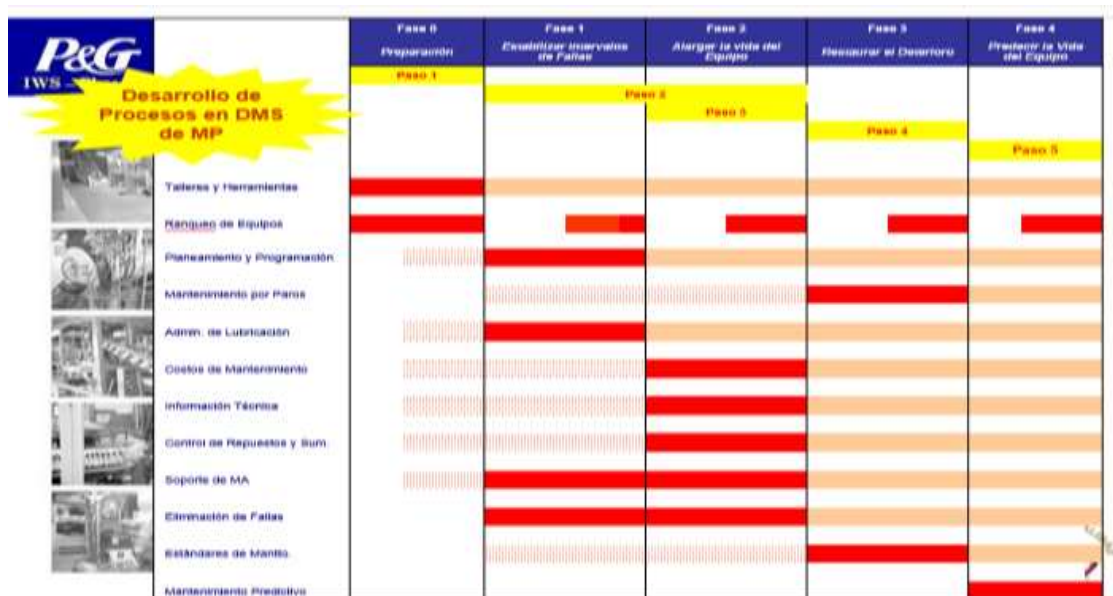 P&G
IWS
Desarrollo de
Procesos en DMS
de MP
Fase 0
Preparación
Fase 1
Estabilizar Intervalos
de Fallas
Fase 2
Alargar la vida del
Equipo
Fase 3
Restaurar el Deterioro
Fase 4
Predecir la Vida
del Equipo
Paso 1
Paso 2
Paso 3
Paso 4
Paso 5
Talleres y Herramientas
Ranqueo de Equipos
Planeamiento y Programación
Mantenimiento por Paros
Admin. de Lubricación
Costos de Mantenimiento
Información Técnica
Control de Repuestos y Sum.
Soporte de MA
Eliminación de Fallas
Estándares de Mantto.
Mantenimiento Predictivo